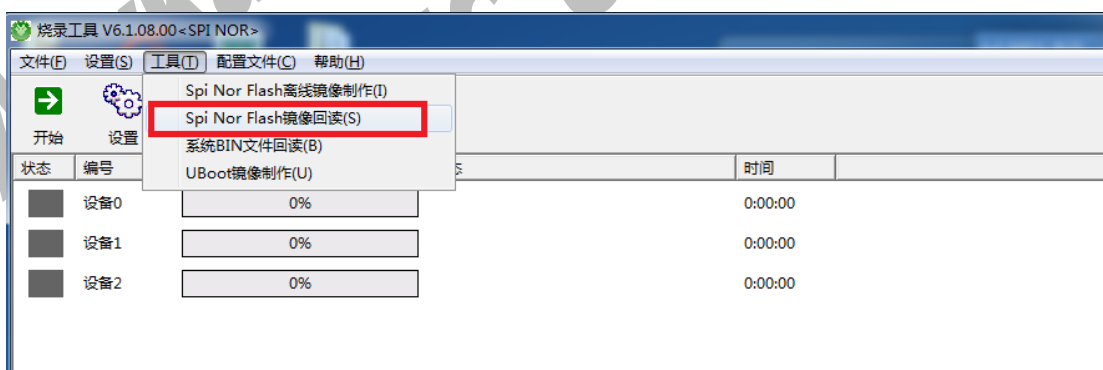 烧录工具 V6.1.08.00<SPI NOR>
文件(F) 设置(S) 工具(T) 配置文件(C) 帮助(H)
Spi Nor Flash离线镜像制作(I)
Spi Nor Flash镜像回读(S)
开始 设置
系统BIN文件回读(B)
UBoot镜像制作(U)
状态 编号 时间
设备0 0% 0:00:00
设备1 0% 0:00:00
设备2 0% 0:00:00